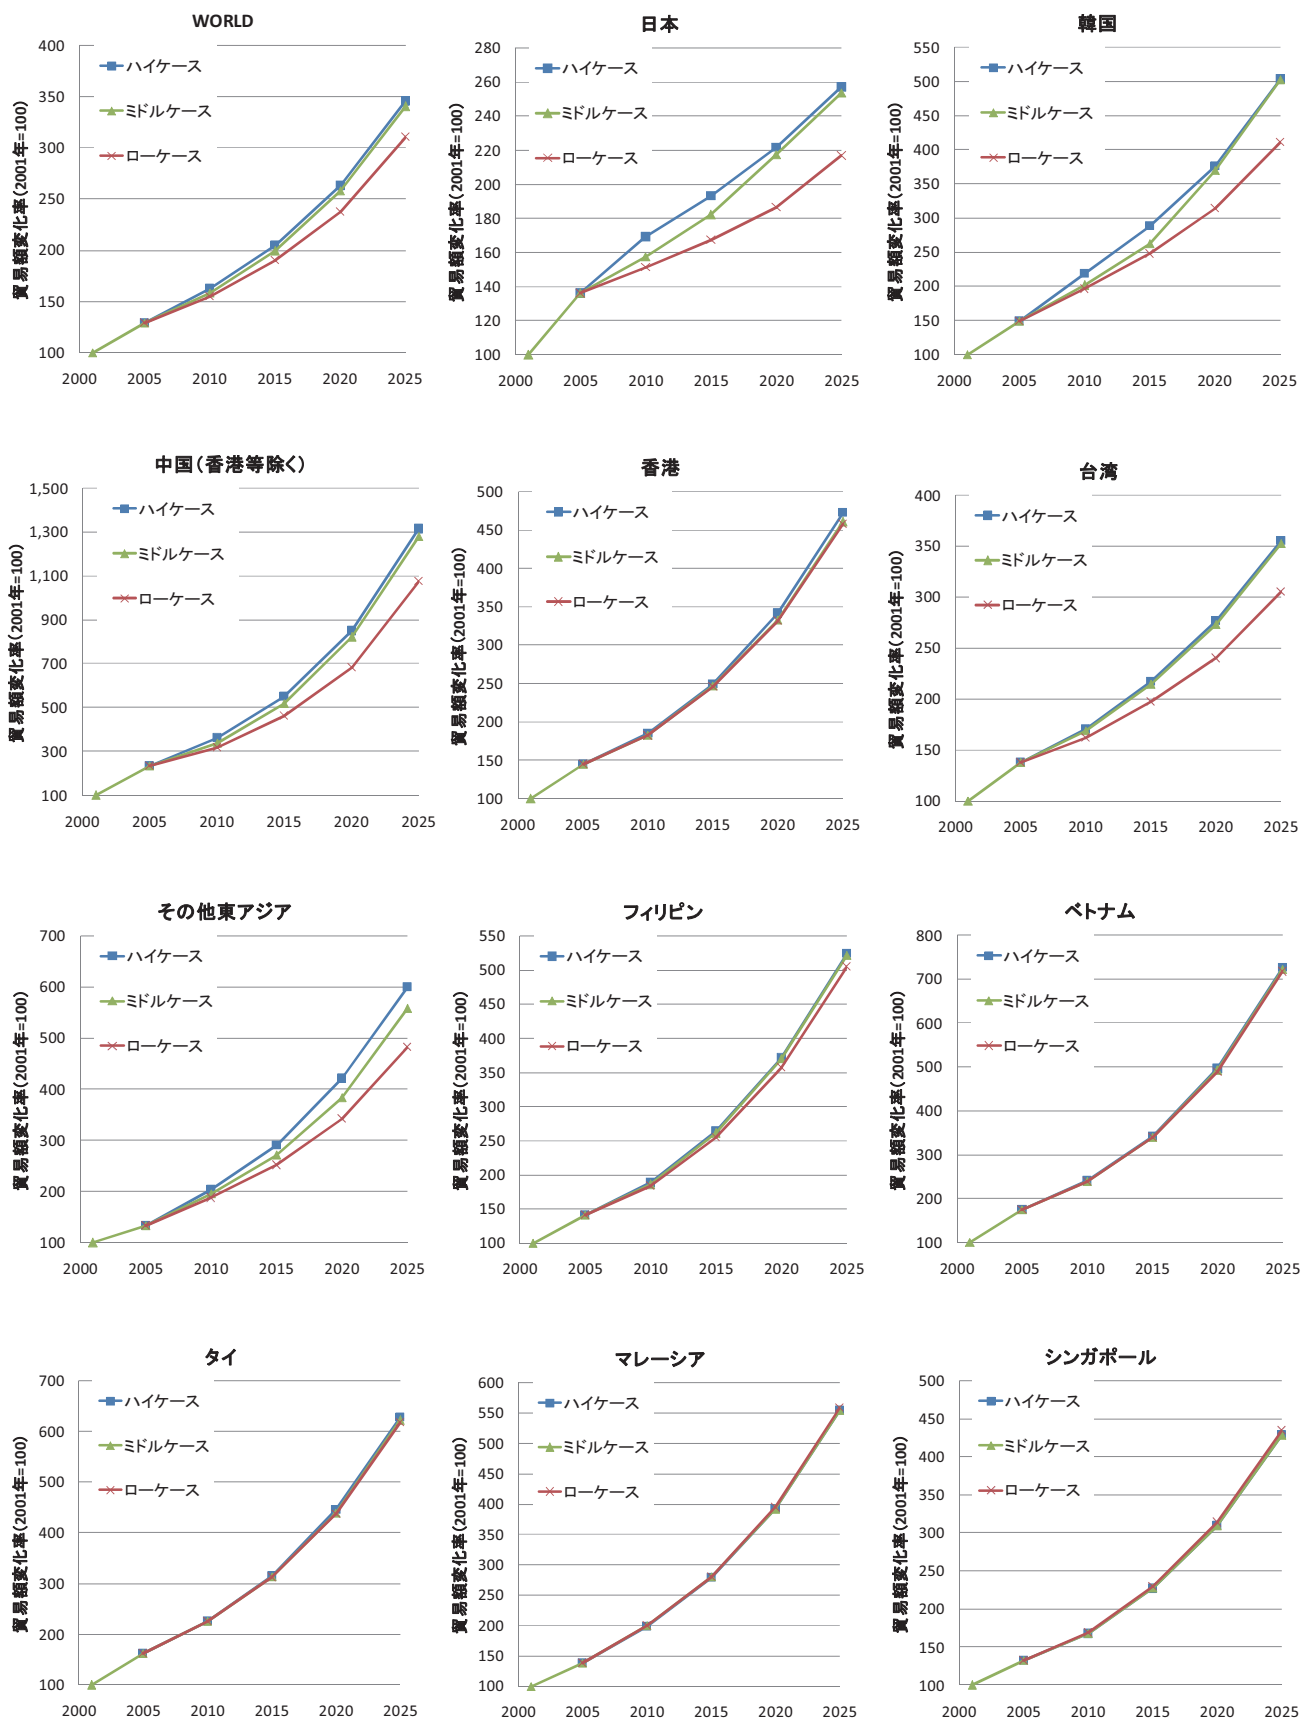 WORLD
貿易額変化率(2001年=100)
400
350
300
250
200
150
100
ハイケース
ミドルケース
ローケース
2000 2005 2010 2015 2020 2025
日本
貿易額変化率(2001年=100)
280
260
240
220
200
180
160
140
120
100
ハイケース
ミドルケース
ローケース
2000 2005 2010 2015 2020 2025
韓国
貿易額変化率(2001年=100)
550
500
450
400
350
300
250
200
150
100
ハイケース
ミドルケース
ローケース
2000 2005 2010 2015 2020 2025
中国(香港等除く)
貿易額変化率(2001年=100)
1,500
1,300
1,100
900
700
500
300
100
ハイケース
ミドルケース
ローケース
2000 2005 2010 2015 2020 2025
香港
貿易額変化率(2001年=100)
500
450
400
350
300
250
200
150
100
ハイケース
ミドルケース
ローケース
2000 2005 2010 2015 2020 2025
台湾
貿易額変化率(2001年=100)
400
350
300
250
200
150
100
ハイケース
ミドルケース
ローケース
2000 2005 2010 2015 2020 2025
その他東アジア
貿易額変化率(2001年=100)
700
600
500
400
300
200
100
ハイケース
ミドルケース
ローケース
2000 2005 2010 2015 2020 2025
フィリピン
貿易額変化率(2001年=100)
550
500
450
400
350
300
250
200
150
100
ハイケース
ミドルケース
ローケース
2000 2005 2010 2015 2020 2025
ベトナム
貿易額変化率(2001年=100)
800
700
600
500
400
300
200
100
ハイケース
ミドルケース
ローケース
2000 2005 2010 2015 2020 2025
タイ
貿易額変化率(2001年=100)
700
600
500
400
300
200
100
ハイケース
ミドルケース
ローケース
2000 2005 2010 2015 2020 2025
マレーシア
貿易額変化率(2001年=100)
600
550
500
450
400
350
300
250
200
150
100
ハイケース
ミドルケース
ローケース
2000 2005 2010 2015 2020 2025
シンガポール
貿易額変化率(2001年=100)
500
450
400
350
300
250
200
150
100
ハイケース
ミドルケース
ローケース
2000 2005 2010 2015 2020 2025